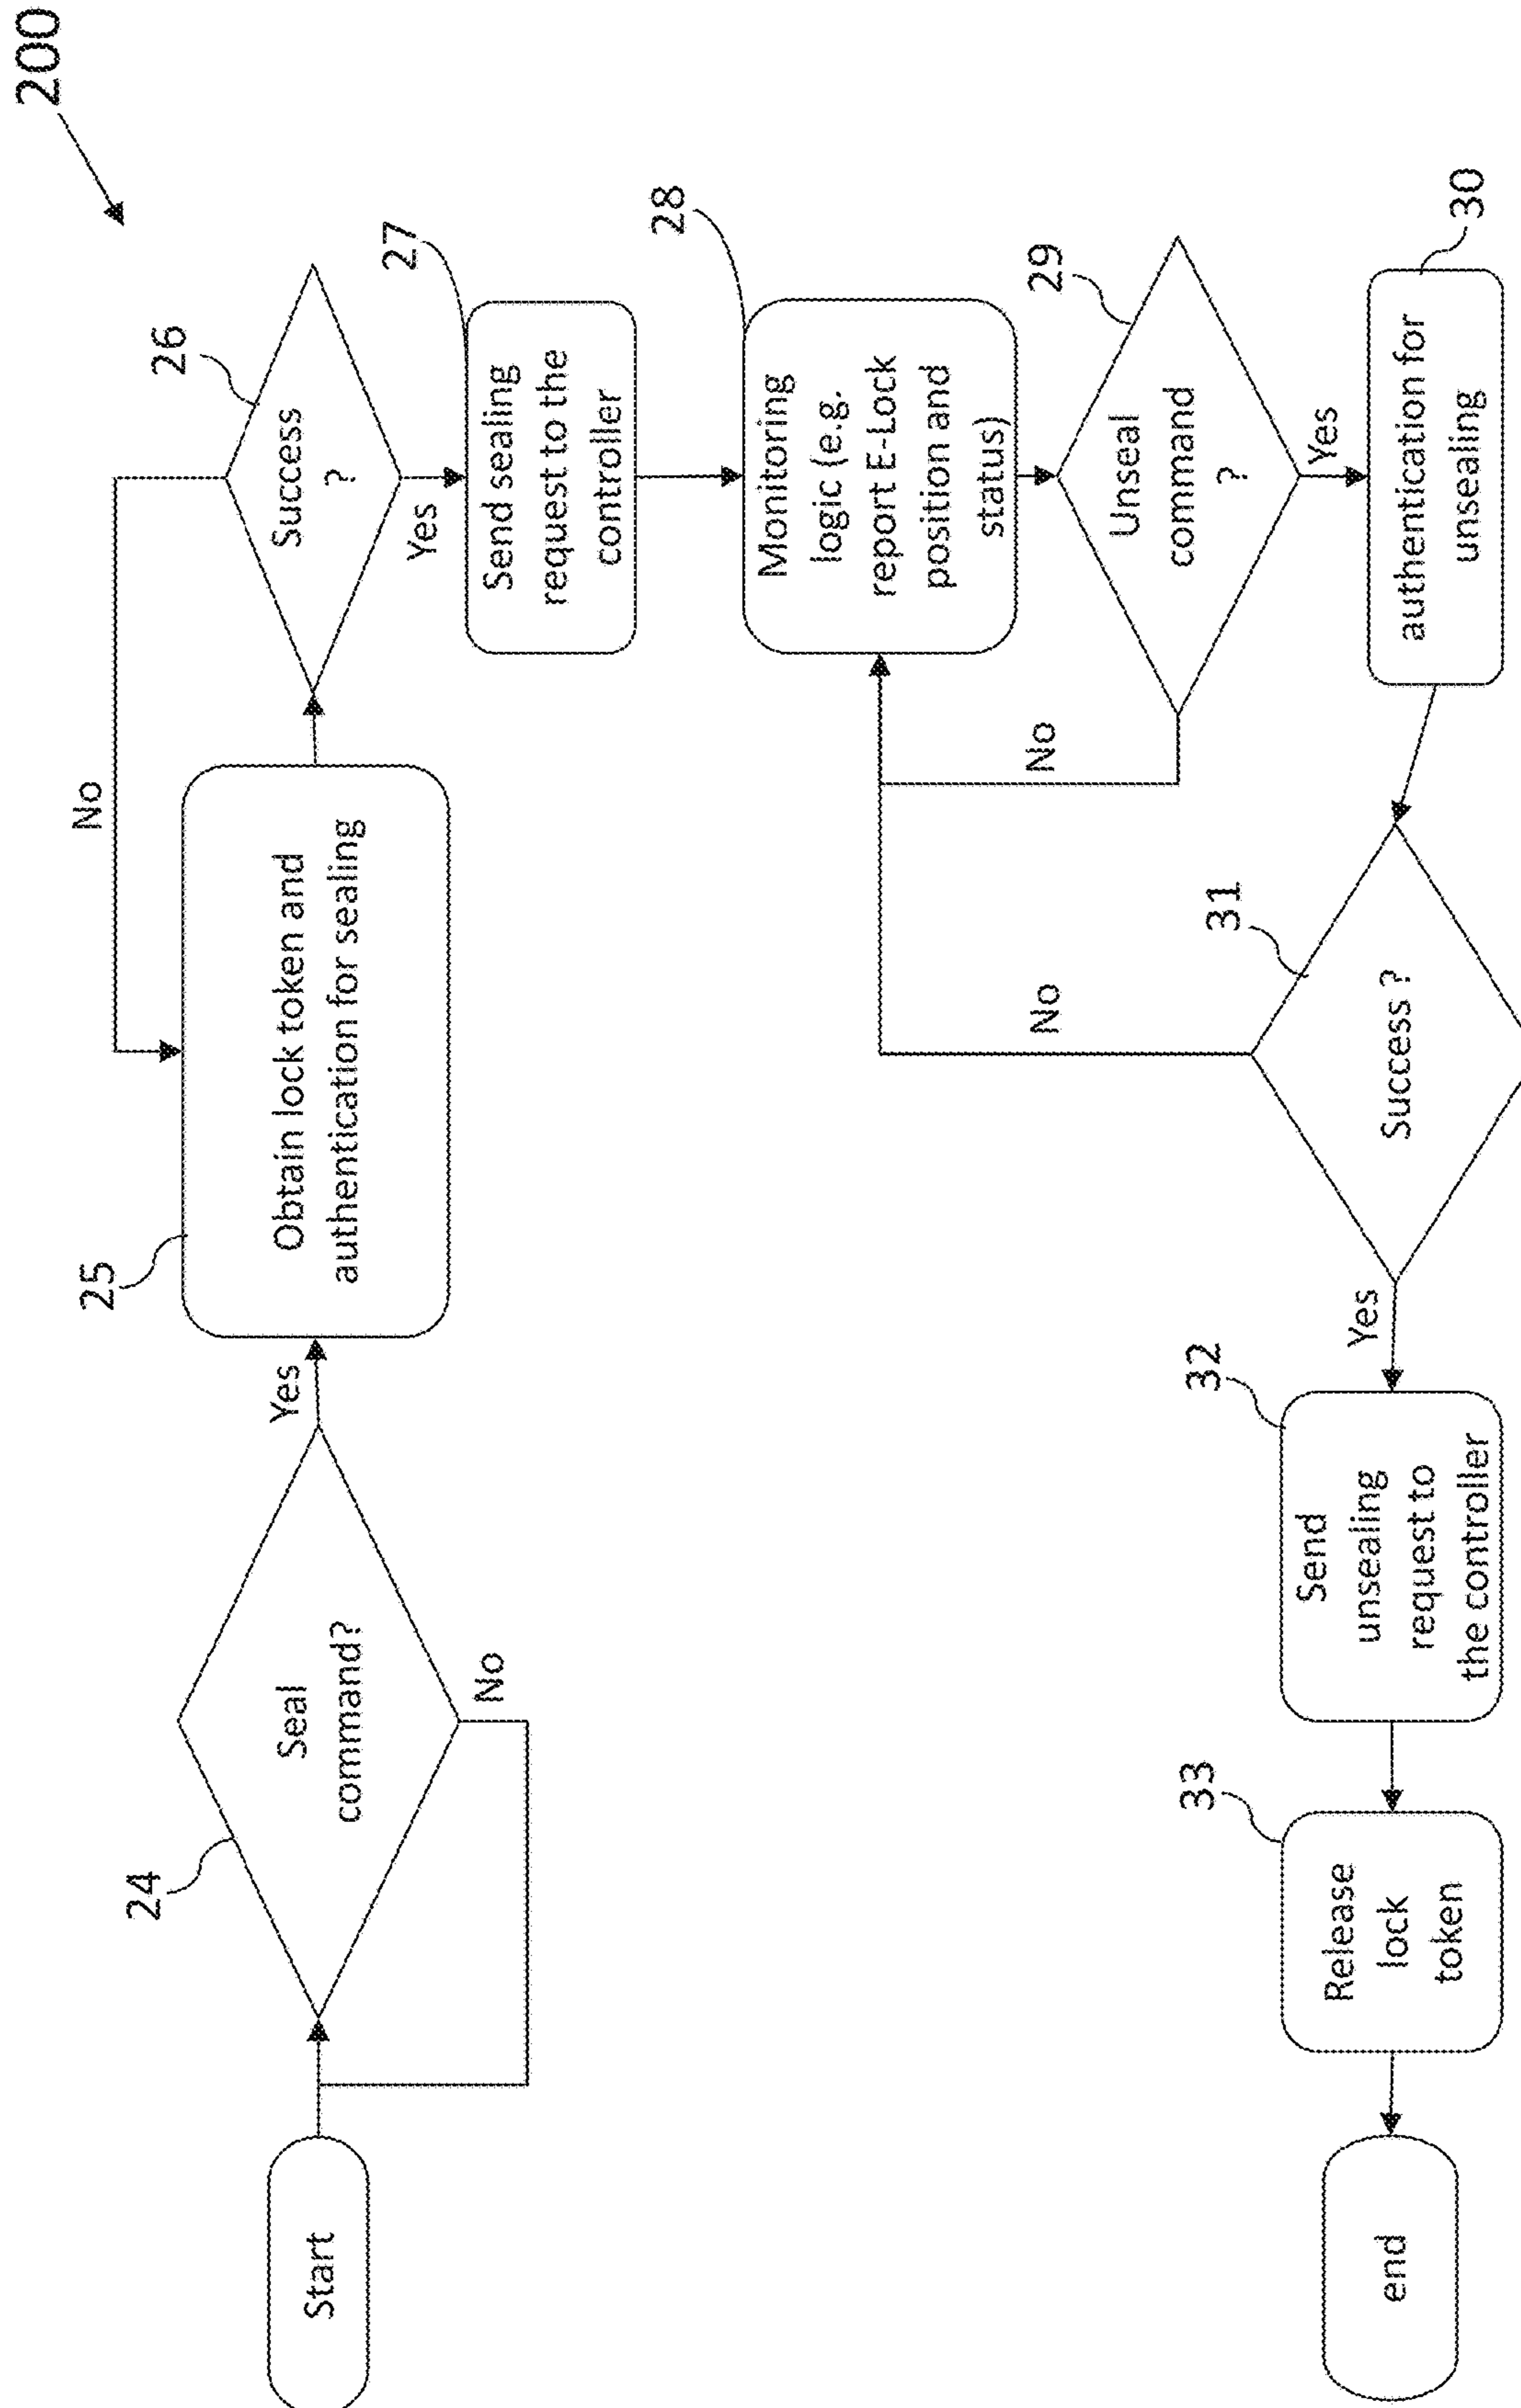 200
Start
24
Seal
command?
No
Yes
25
Obtain lock token and
authentication for sealing
No
26
Success
?
Yes
27
Send sealing
request to the
controller
28
Monitoring
logic (e.g.
report E-Lock
position and
status)
29
Unseal
command
?
No
Yes
30
authentication for
unsealing
31
Success ?
No
Yes
32
Send
unsealing
request to
the controller
33
Release
lock
token
end